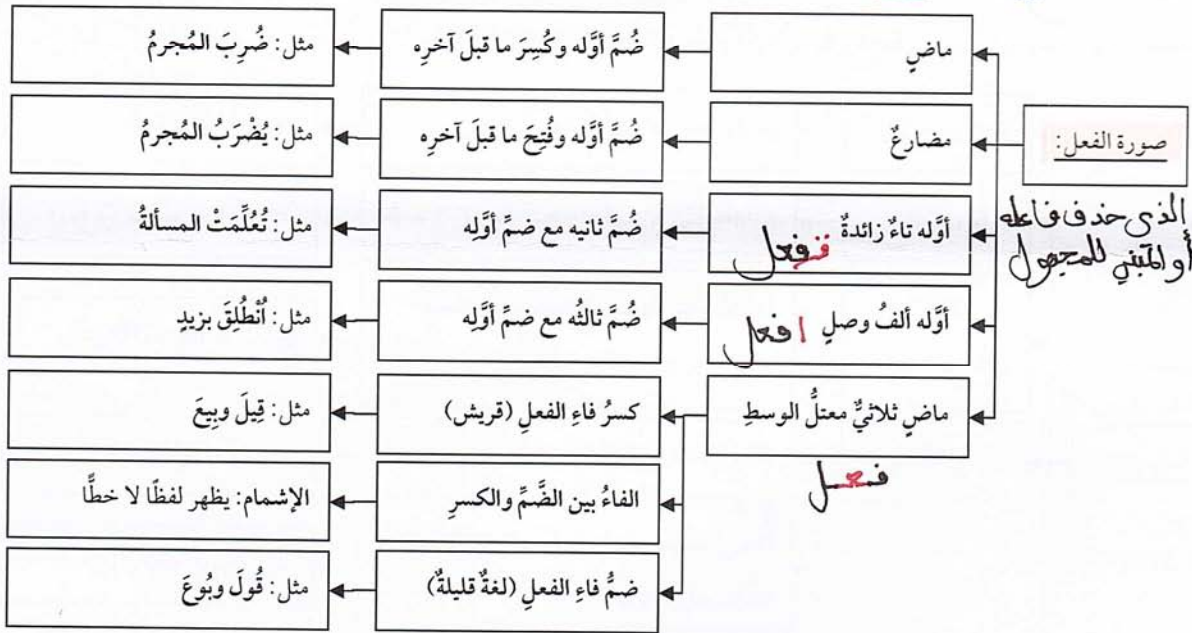 صورة الفعل:
الذي حذف فاعله
أو المبني للمجهول
ماضٍ
ضُمَّ أوَّله وكُسِرَ ما قبلَ آخرِه
مثل: ضُرِبَ المُجرمُ
مضارعٌ
ضُمَّ أوَّله وفُتِحَ ما قبلَ آخرِه
مثل: يُضْرَبُ المُجرمُ
أوَّله تاءٌ زائدةٌ
تفعل
ضُمَّ ثانيه مع ضمِّ أوَّله
مثل: تُعُلِّمَتْ المسألةُ
أوَّله ألفُ وصلٍ
افعل
ضُمَّ ثالثُه مع ضمِّ أوَّلِه
مثل: اُنْطُلِقَ بزيدٍ
ماضٍ ثلاثيٌّ معتلُّ الوسطِ
فعل
كسرُ فاءِ الفعلِ (قريش)
مثل: قِيلَ وبِيعَ
الفاءُ بين الضَّمِّ والكسرِ
الإشمام: يظهر لفظًا لا خطًّا
ضمُّ فاءِ الفعلِ (لغةٌ قليلةٌ)
مثل: قُولَ وبُوعَ